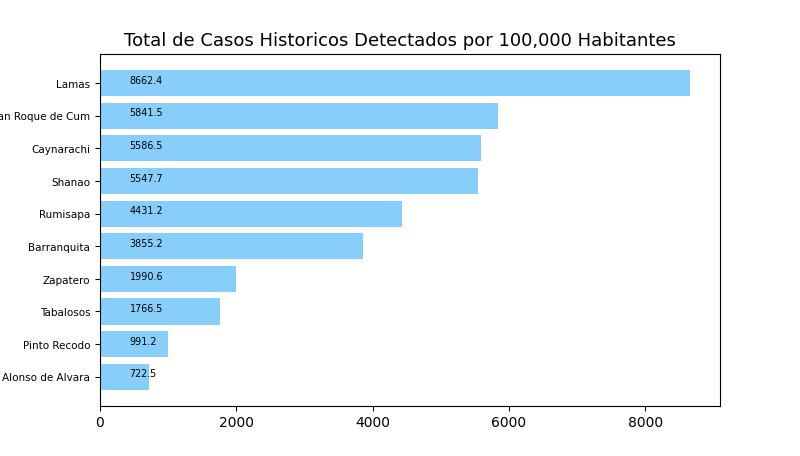 Total de Casos Historicos Detectados por 100,000 Habitantes
Lamas 8662.4
an Roque de Cum 5841.5
Caynarachi 5586.5
Shanao 5547.7
Rumisapa 4431.2
Barranquita 3855.2
Zapatero 1990.6
Tabalosos 1766.5
Pinto Recodo 991.2
Alonso de Alvara 722.5
0 2000 4000 6000 8000